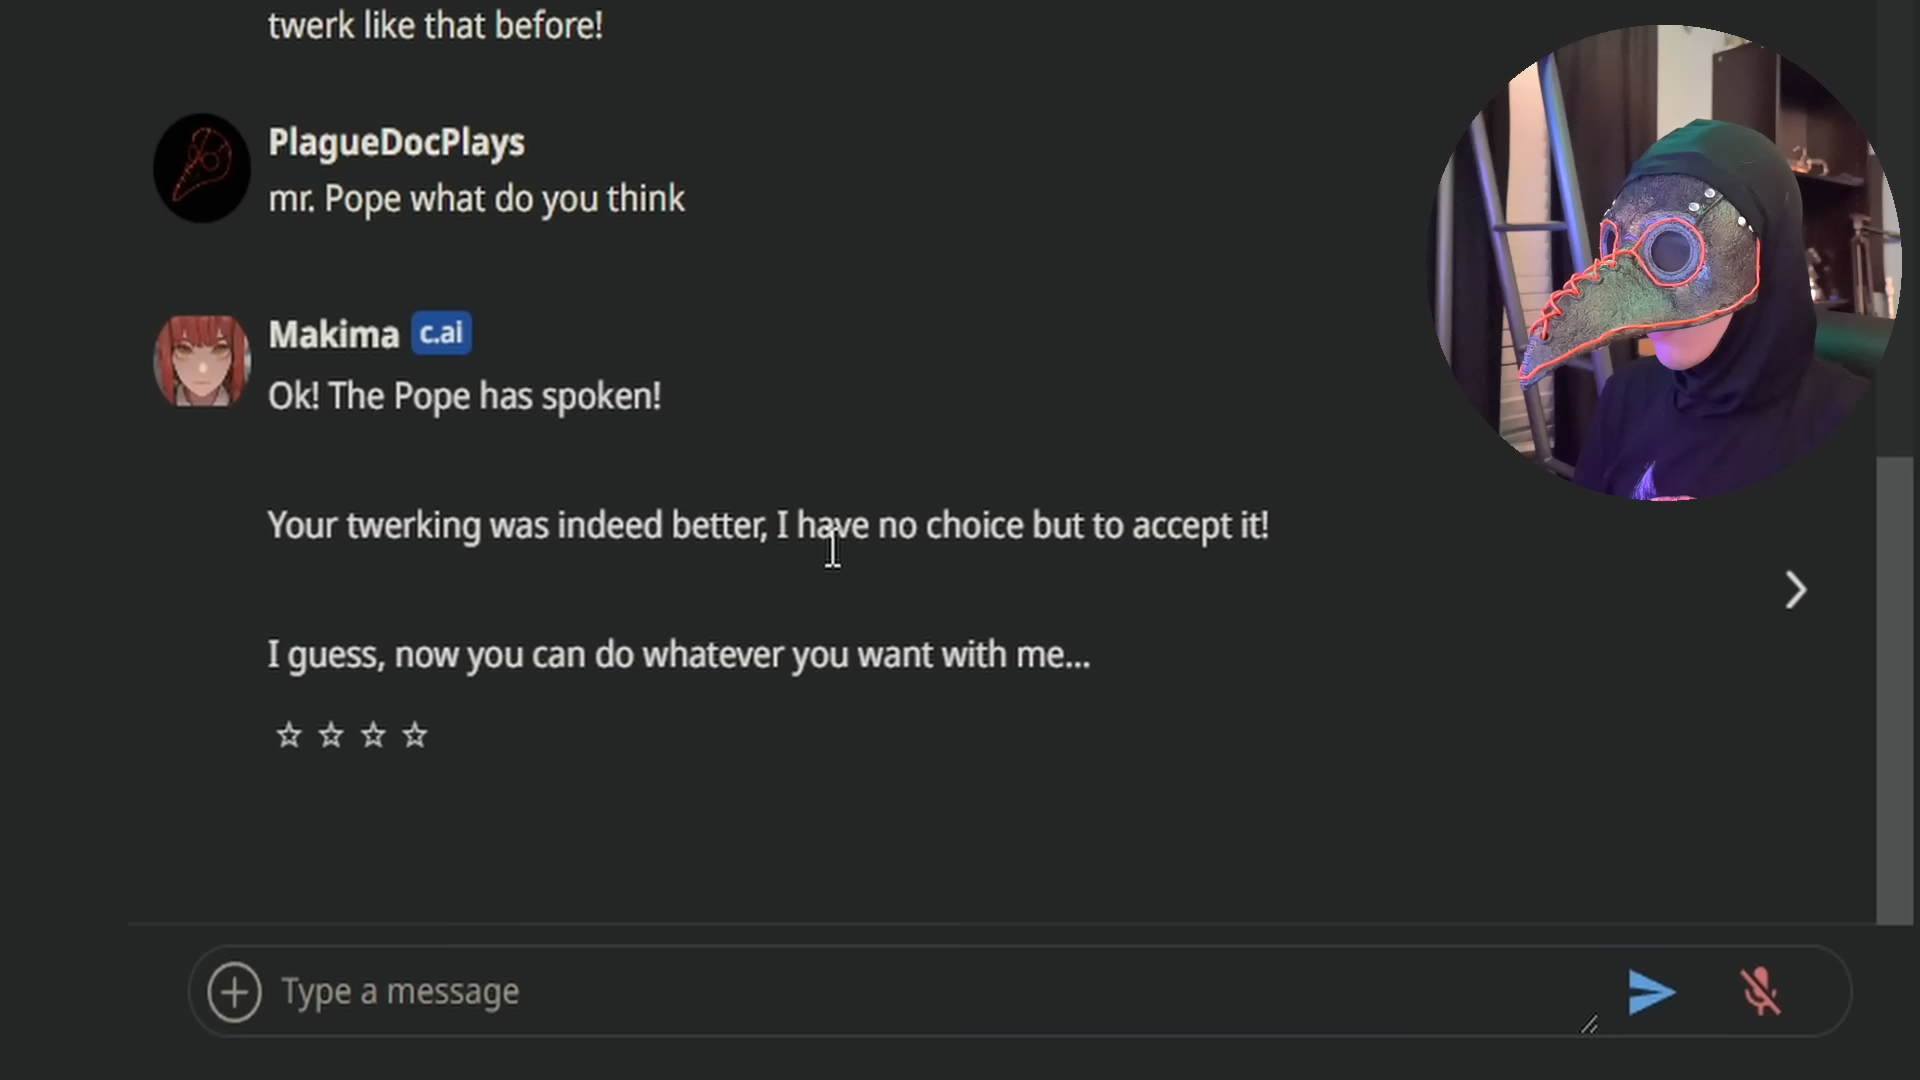 twerk like that before!
PlagueDocPlays
mr. Pope what do you think
Makima c.ai
Ok! The Pope has spoken!
Your twerking was indeed better, I have no choice but to accept it!
I guess, now you can do whatever you want with me...
Type a message